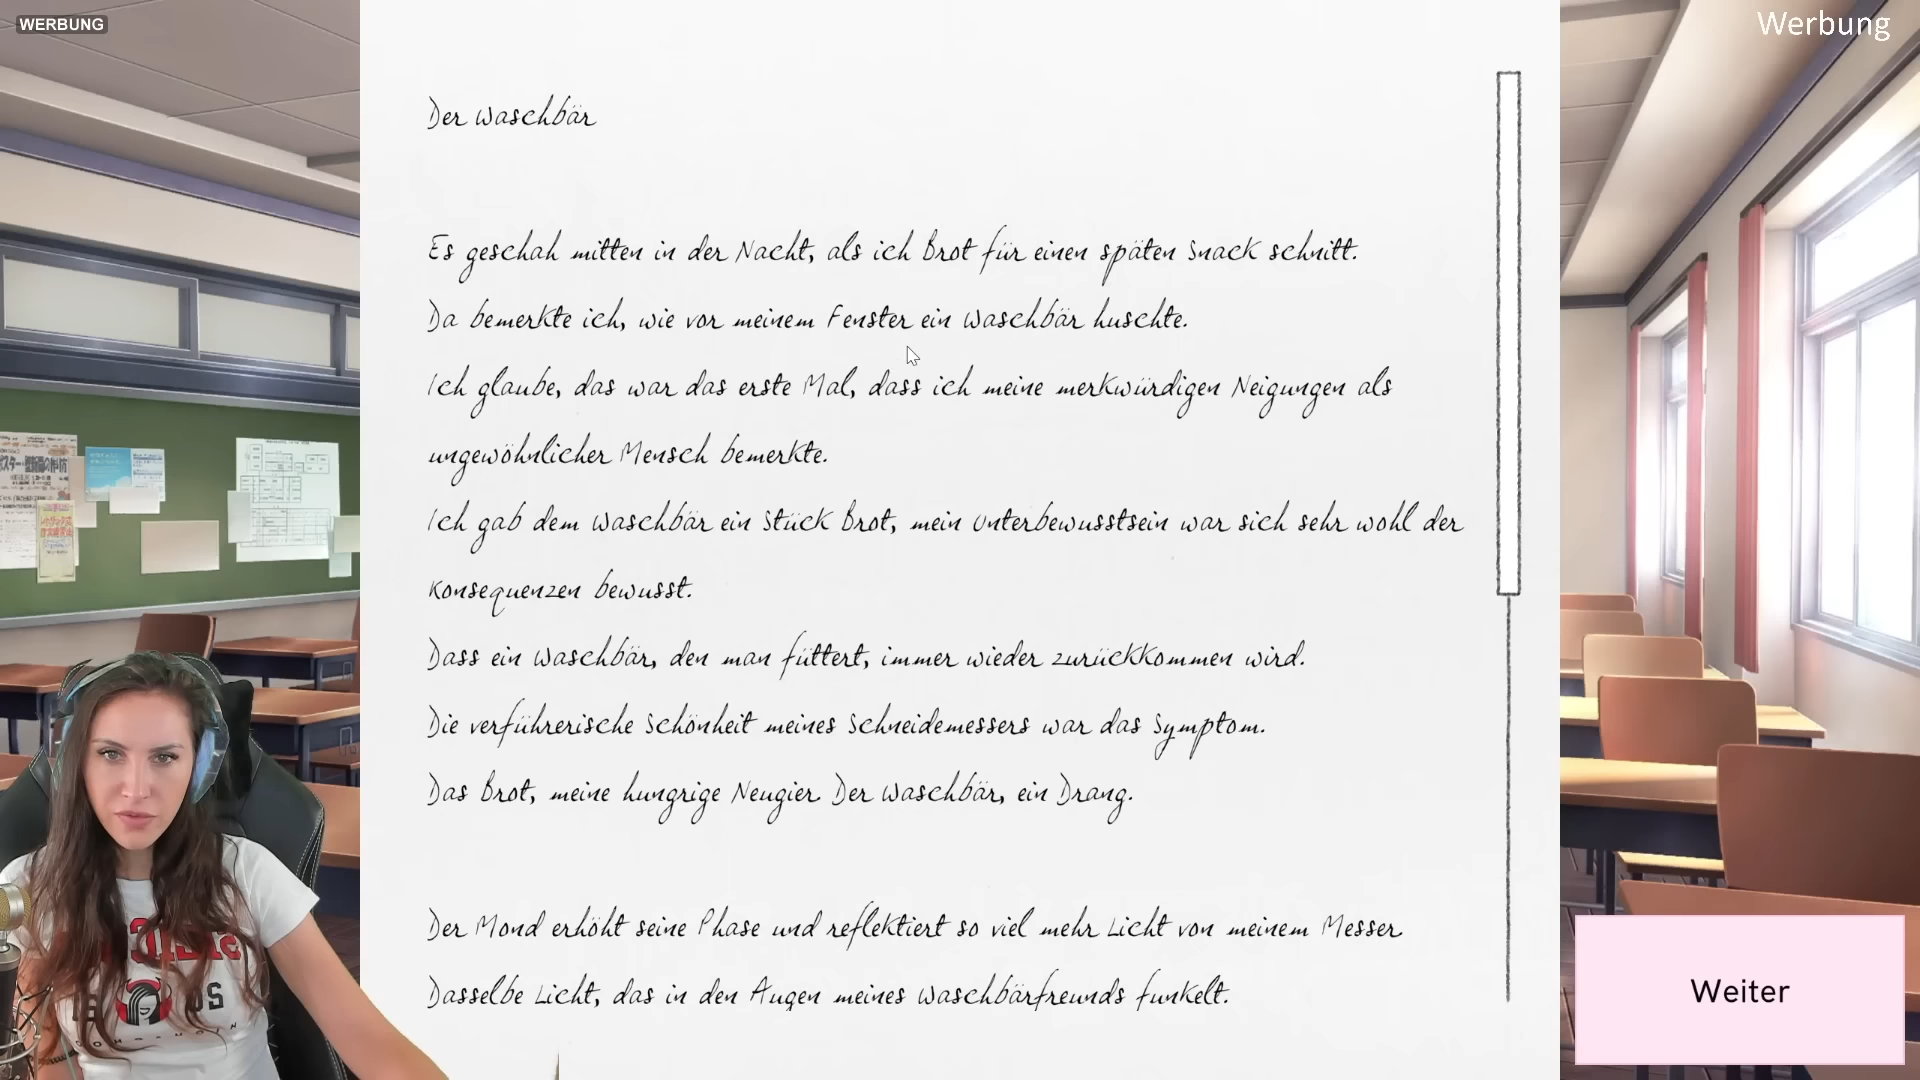 WERBUNG
Werbung
Der Waschbär
Es geschah mitten in der Nacht, als ich Brot für einen späten Snack schnitt.
Da bemerkte ich, wie vor meinem Fenster ein Waschbär huschte.
Ich glaube, das war das erste Mal, dass ich meine merkwürdigen Neigungen als
ungewöhnlicher Mensch bemerkte.
Ich gab dem Waschbär ein Stück Brot, mein Unterbewusstsein war sich sehr wohl der
Konsequenzen bewusst.
Dass ein Waschbär, den man füttert, immer wieder zurückkommen wird.
Die verführerische Schönheit meines Schneidemessers war das Symptom.
Das Brot, meine hungrige Neugier. Der Waschbär, ein Drang.
Der Mond erhöht seine Phase und reflektiert so viel mehr Licht von meinem Messer
Dasselbe Licht, das in den Augen meines Waschbärfreunds funkelt.
Weiter